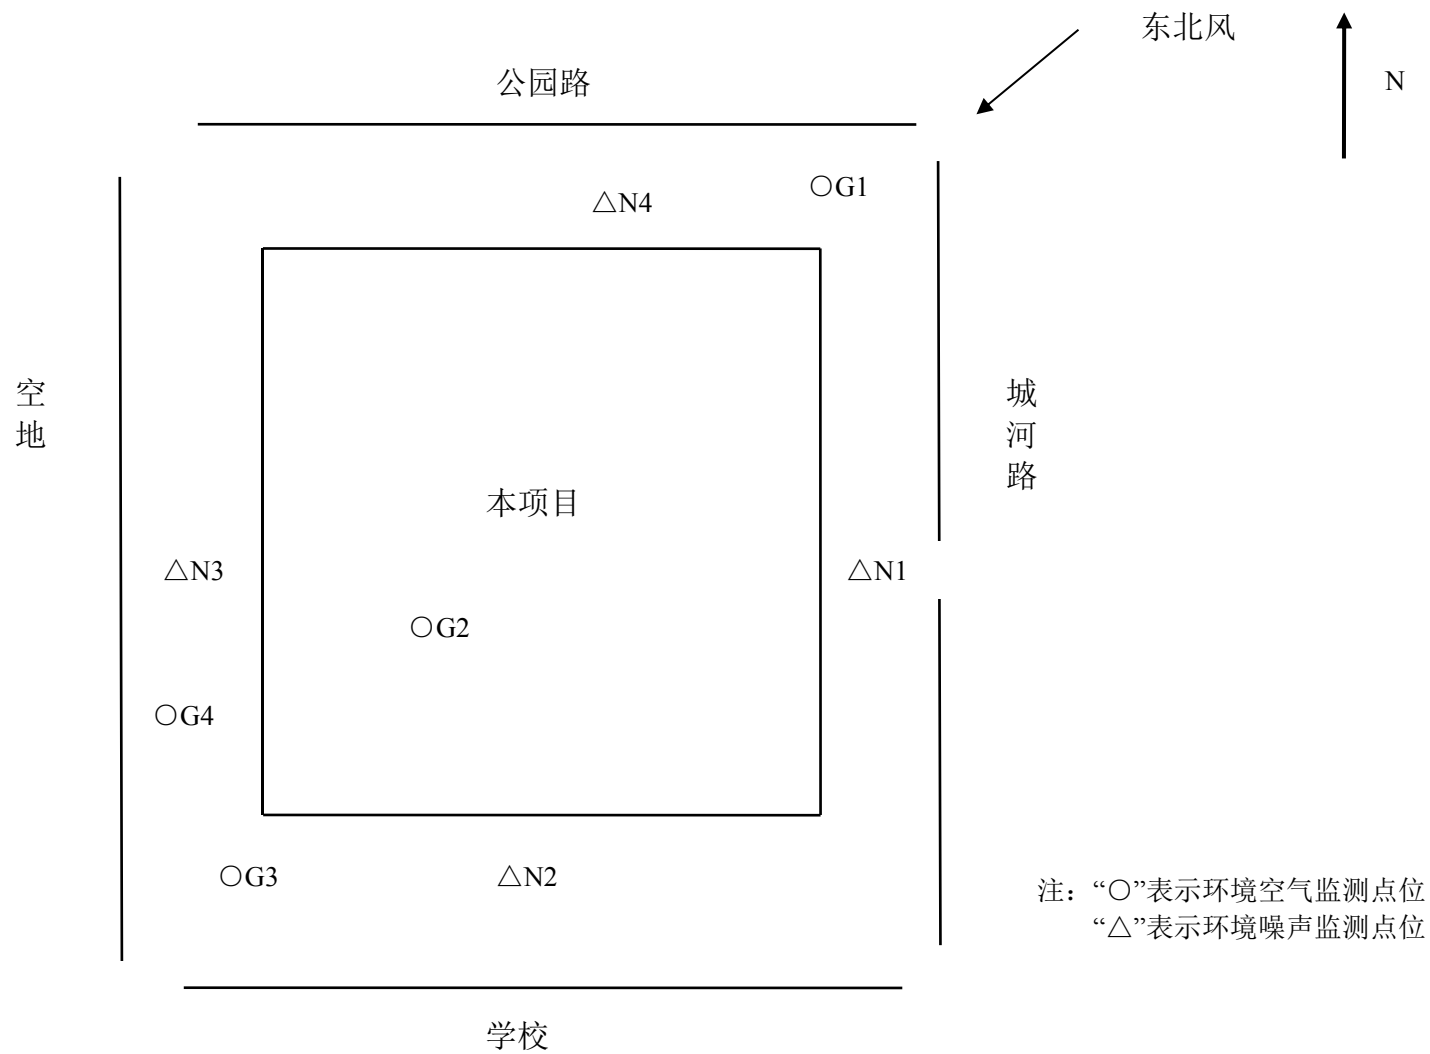 东北风
N
公园路
○G1
△N4
空地
城河路
本项目
△N3
△N1
○G2
○G4
○G3
△N2
注：“○”表示环境空气监测点位
“△”表示环境噪声监测点位
学校